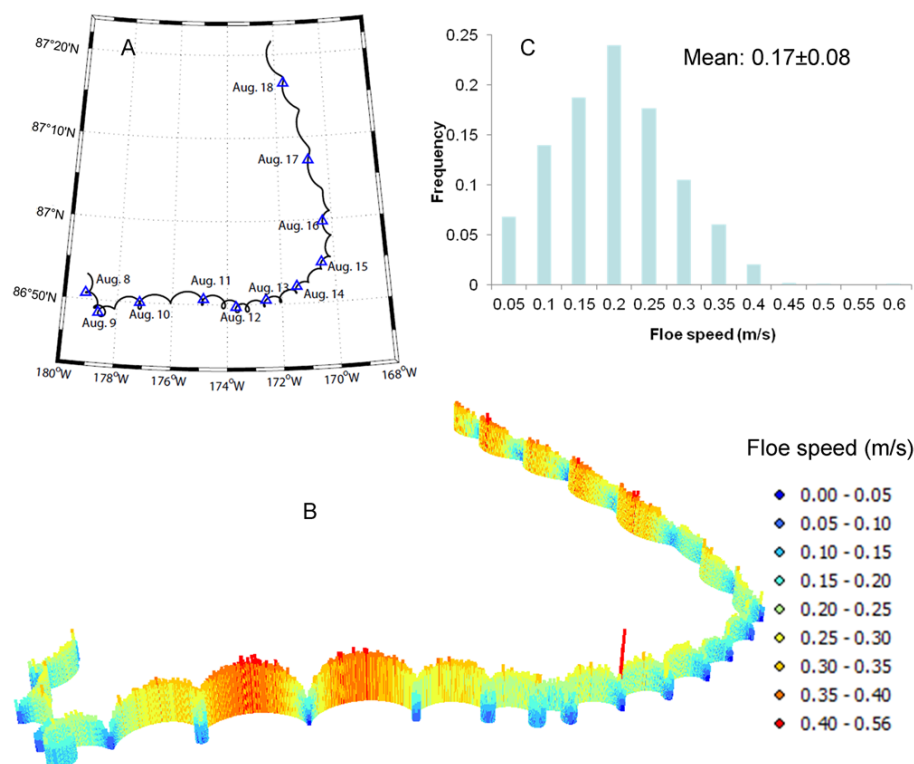 A
87°20'N
87°10'N
87°N
86°50'N
180°W
178°W
176°W
174°W
172°W
170°W
168°W
Aug. 18
Aug. 17
Aug. 16
Aug. 15
Aug. 14
Aug. 13
Aug. 12
Aug. 11
Aug. 10
Aug. 9
Aug. 8
C
Mean: 0.17±0.08
Frequency
0.25
0.2
0.15
0.1
0.05
0
0.05 0.1 0.15 0.2 0.25 0.3 0.35 0.4 0.45 0.5 0.55 0.6
Floe speed (m/s)
B
Floe speed (m/s)
0.00 - 0.05
0.05 - 0.10
0.10 - 0.15
0.15 - 0.20
0.20 - 0.25
0.25 - 0.30
0.30 - 0.35
0.35 - 0.40
0.40 - 0.56